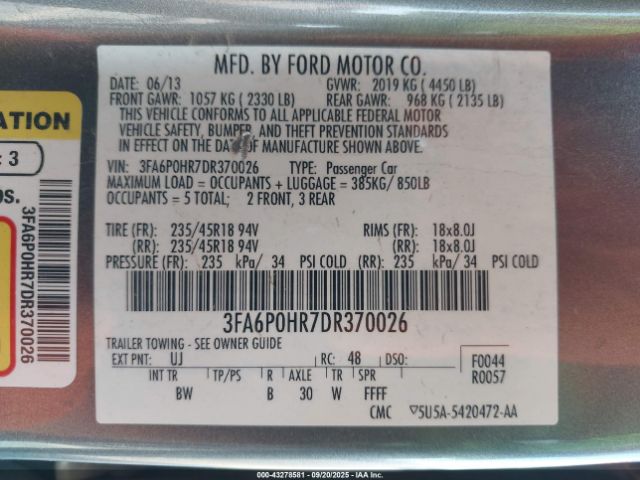 MFD. BY FORD MOTOR CO.
DATE: 06/13 GVWR: 2019 KG ( 4450 LB)
FRONT GAWR: 1057 KG ( 2330 LB) REAR GAWR: 968 KG ( 2135 LB)
THIS VEHICLE CONFORMS TO ALL APPLICABLE FEDERAL MOTOR
VEHICLE SAFETY, BUMPER, AND THEFT PREVENTION STANDARDS
IN EFFECT ON THE DATE OF MANUFACTURE SHOWN ABOVE.
VIN: 3FA6P0HR7DR370026 TYPE: Passenger Car
MAXIMUM LOAD = OCCUPANTS + LUGGAGE = 385KG/ 850LB
OCCUPANTS = 5 TOTAL; 2 FRONT, 3 REAR
TIRE (FR): 235/45R18 94V RIMS (FR): 18x8.0J
(RR): 235/45R18 94V (RR): 18x8.0J
PRESSURE (FR): 235 kPa/ 34 PSI COLD (RR): 235 kPa/ 34 PSI COLD
3FA6P0HR7DR370026
TRAILER TOWING - SEE OWNER GUIDE
EXT PNT: UJ RC: 48 DSO: F0044
R0057
INT TR TP/PS R AXLE TR SPR
BW B 30 W FFFF
CMC ▽5U5A-5420472-AA
ATION
: 3
os.
3FA6P0HR7DR370026
000-43278581 - 09/20/2025 - IAA Inc.